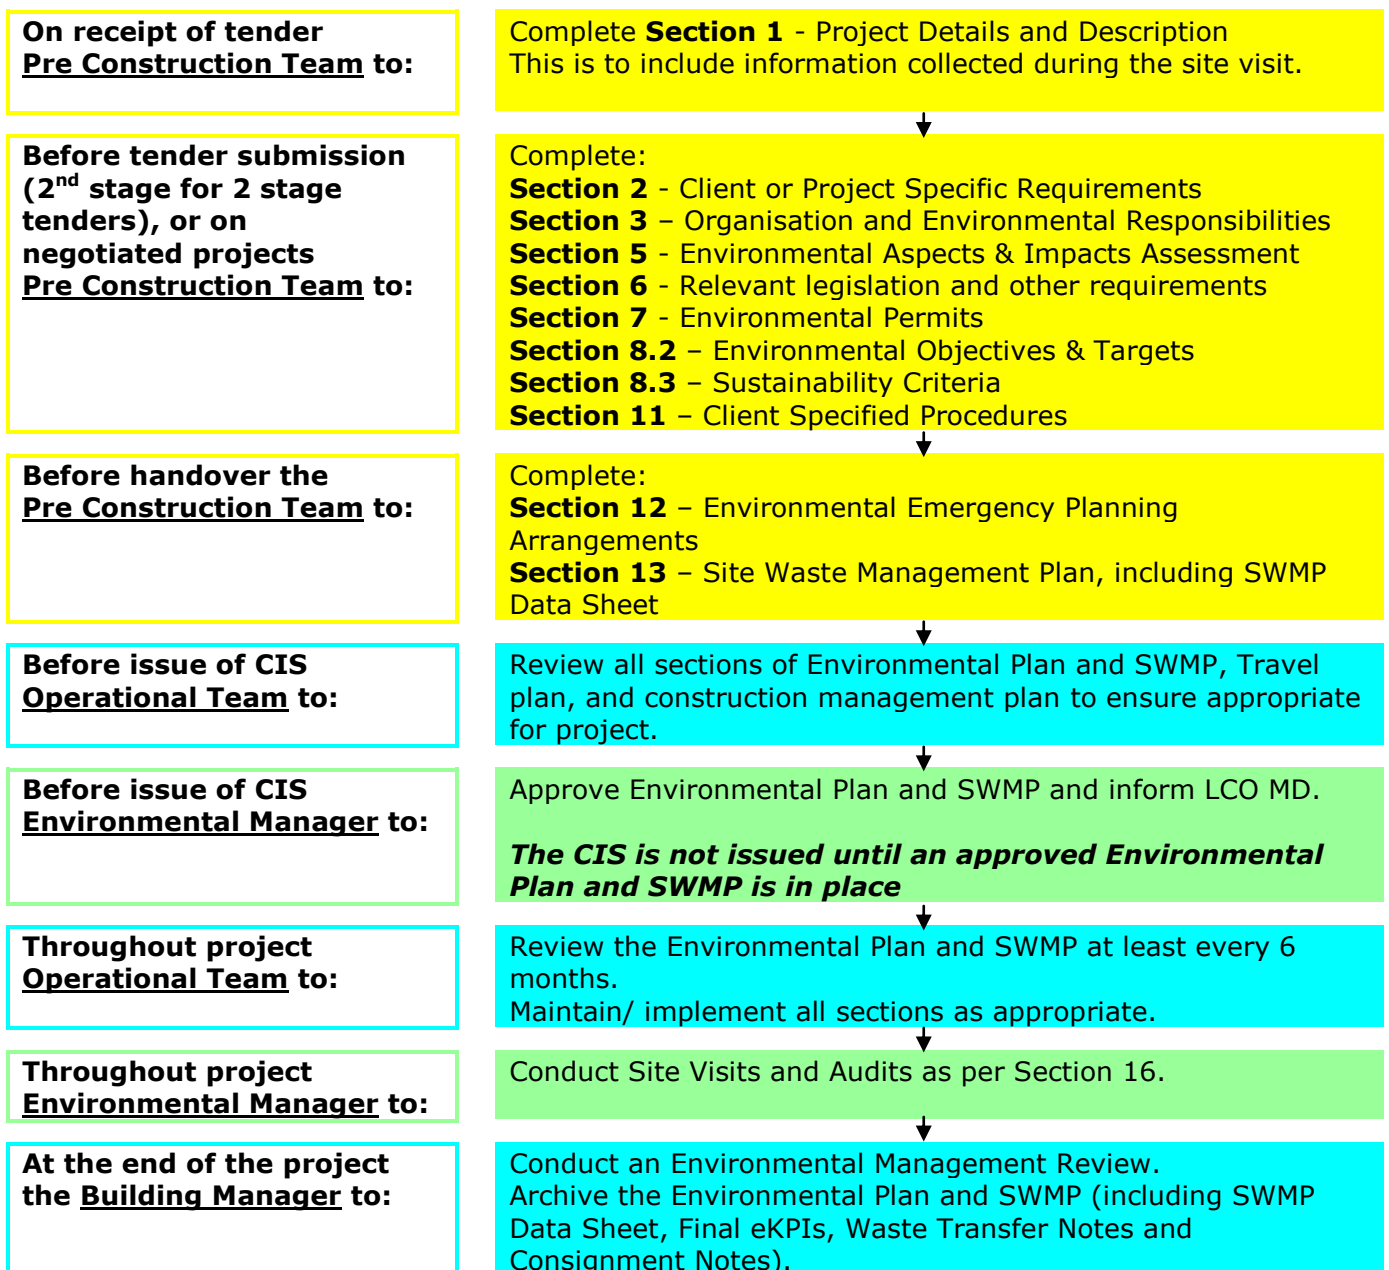 On receipt of tender
Pre Construction Team to:
Complete Section 1 - Project Details and Description
This is to include information collected during the site visit.
Before tender submission
(2nd stage for 2 stage
tenders), or on
negotiated projects
Pre Construction Team to:
Complete:
Section 2 - Client or Project Specific Requirements
Section 3 – Organisation and Environmental Responsibilities
Section 5 - Environmental Aspects & Impacts Assessment
Section 6 - Relevant legislation and other requirements
Section 7 - Environmental Permits
Section 8.2 – Environmental Objectives & Targets
Section 8.3 – Sustainability Criteria
Section 11 – Client Specified Procedures
Before handover the
Pre Construction Team to:
Complete:
Section 12 – Environmental Emergency Planning
Arrangements
Section 13 – Site Waste Management Plan, including SWMP
Data Sheet
Before issue of CIS
Operational Team to:
Review all sections of Environmental Plan and SWMP, Travel
plan, and construction management plan to ensure appropriate
for project.
Before issue of CIS
Environmental Manager to:
Approve Environmental Plan and SWMP and inform LCO MD.
The CIS is not issued until an approved Environmental
Plan and SWMP is in place
Throughout project
Operational Team to:
Review the Environmental Plan and SWMP at least every 6
months.
Maintain/ implement all sections as appropriate.
Throughout project
Environmental Manager to:
Conduct Site Visits and Audits as per Section 16.
At the end of the project
the Building Manager to:
Conduct an Environmental Management Review.
Archive the Environmental Plan and SWMP (including SWMP
Data Sheet, Final eKPIs, Waste Transfer Notes and
Consignment Notes).